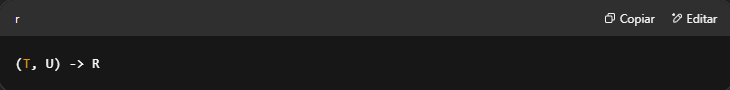 r
Copiar
Editar
(T, U) -> R